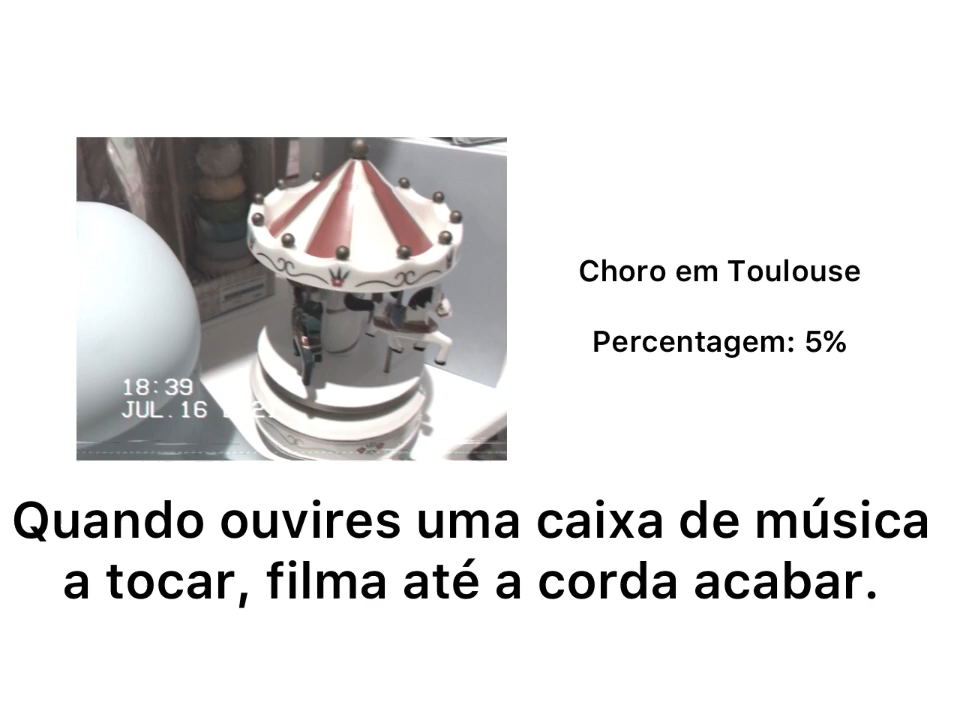 18:39
JUL.16
Choro em Toulouse
Percentagem: 5%
Quando ouvires uma caixa de música
a tocar, filma até a corda acabar.